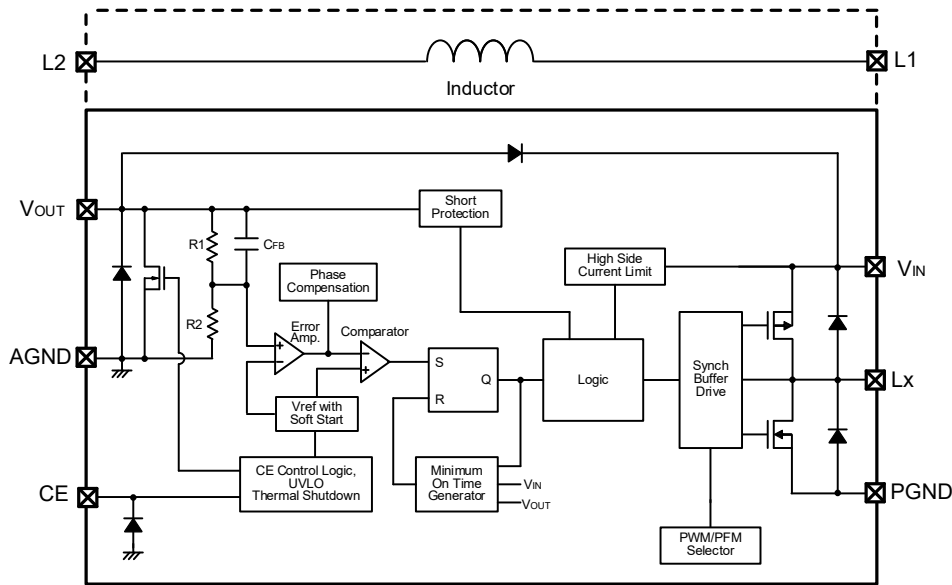 L2
L1
Inductor
VOUT
Short
Protection
R1
CFB
High Side
Current Limit
VIN
Phase
Compensation
R2
Error
Amp.
Comparator
AGND
S
Q
R
Logic
Synch
Buffer
Drive
Lx
Vref with
Soft Start
CE Control Logic,
UVLO
Thermal Shutdown
Minimum
On Time
Generator
VIN
VOUT
CE
PGND
PWM/PFM
Selector